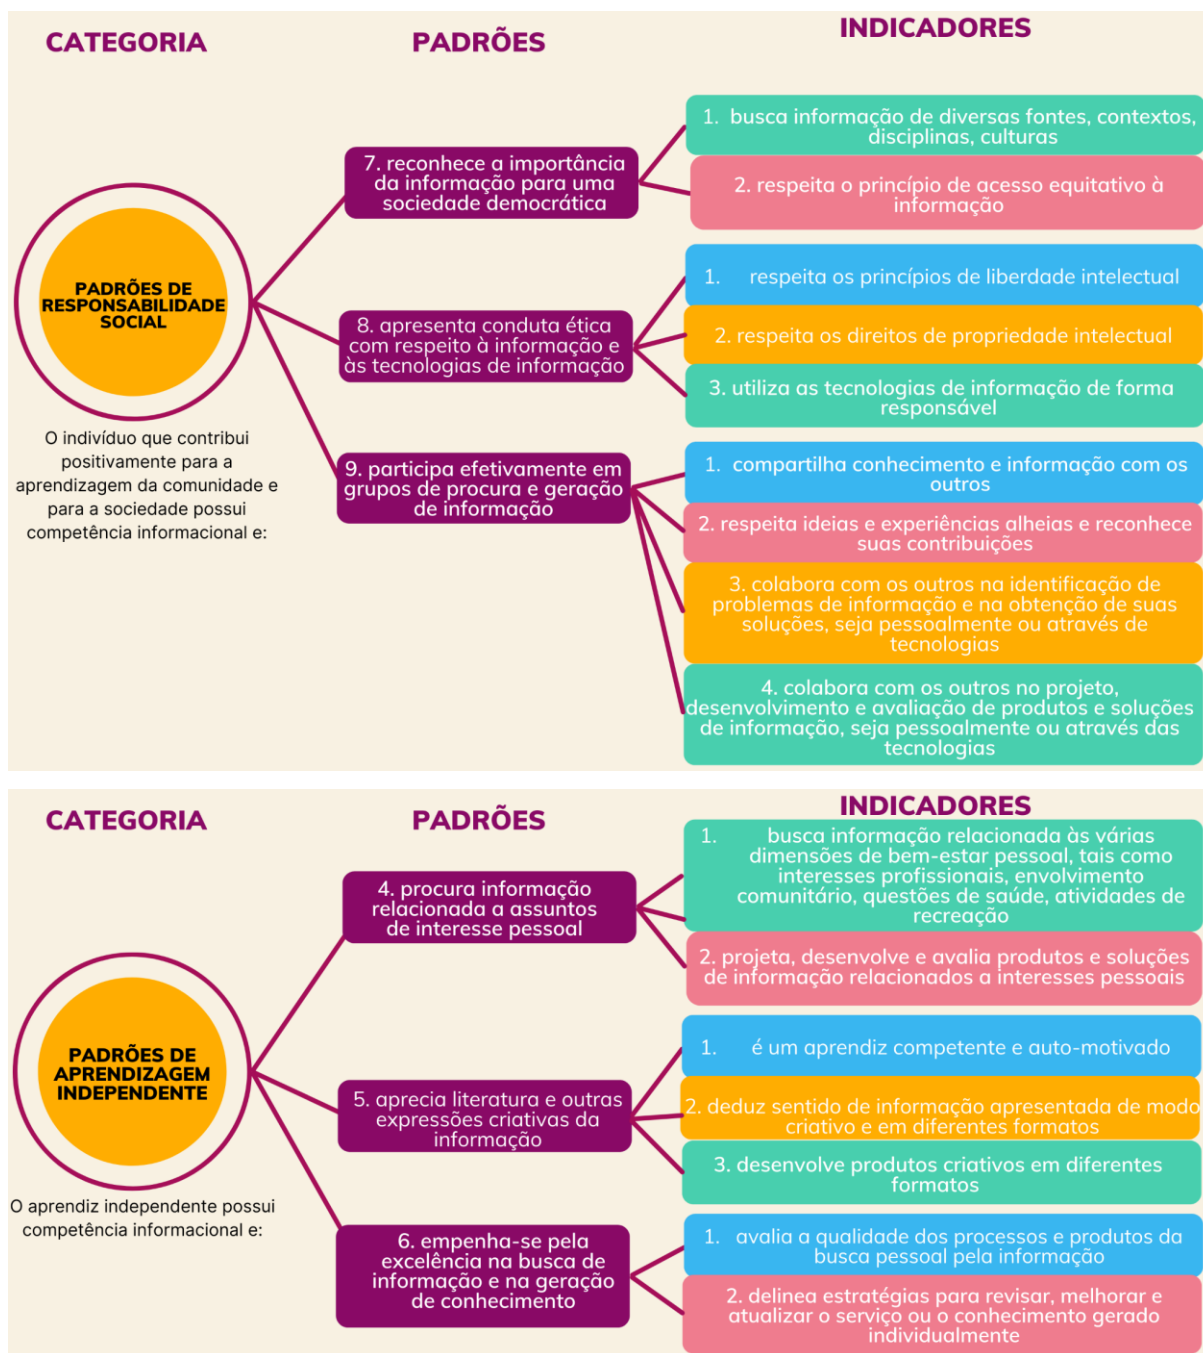 CATEGORIA
PADRÕES
INDICADORES
PADRÕES DE
RESPONSABILIDADE
SOCIAL
O indivíduo que contribui
positivamente para a
aprendizagem da comunidade e
para a sociedade possui
competência informacional e:
7. reconhece a importância
da informação para uma
sociedade democrática
1. busca informação de diversas fontes, contextos,
disciplinas, culturas
2. respeita o princípio de acesso equitativo à
informação
8. apresenta conduta ética
com respeito à informação e
às tecnologias de informação
1. respeita os princípios de liberdade intelectual
2. respeita os direitos de propriedade intelectual
3. utiliza as tecnologias de informação de forma
responsável
9. participa efetivamente em
grupos de procura e geração
de informação
1. compartilha conhecimento e informação com os
outros
2. respeita ideias e experiências alheias e reconhece
suas contribuições
3. colabora com os outros na identificação de
problemas de informação e na obtenção de suas
soluções, seja pessoalmente ou através de
tecnologias
4. colabora com os outros no projeto,
desenvolvimento e avaliação de produtos e soluções
de informação, seja pessoalmente ou através das
tecnologias
CATEGORIA
PADRÕES
INDICADORES
PADRÕES DE
APRENDIZAGEM
INDEPENDENTE
O aprendiz independente possui
competência informacional e:
4. procura informação
relacionada a assuntos
de interesse pessoal
1. busca informação relacionada às várias
dimensões de bem-estar pessoal, tais como
interesses profissionais, envolvimento
comunitário, questões de saúde, atividades de
recreação
2. projeta, desenvolve e avalia produtos e soluções
de informação relacionados a interesses pessoais
5. aprecia literatura e outras
expressões criativas da
informação
1. é um aprendiz competente e auto-motivado
2. deduz sentido de informação apresentada de modo
criativo e em diferentes formatos
3. desenvolve produtos criativos em diferentes
formatos
6. empenha-se pela
excelência na busca de
informação e na geração
de conhecimento
1. avalia a qualidade dos processos e produtos da
busca pessoal pela informação
2. delinea estratégias para revisar, melhorar e
atualizar o serviço ou o conhecimento gerado
individualmente